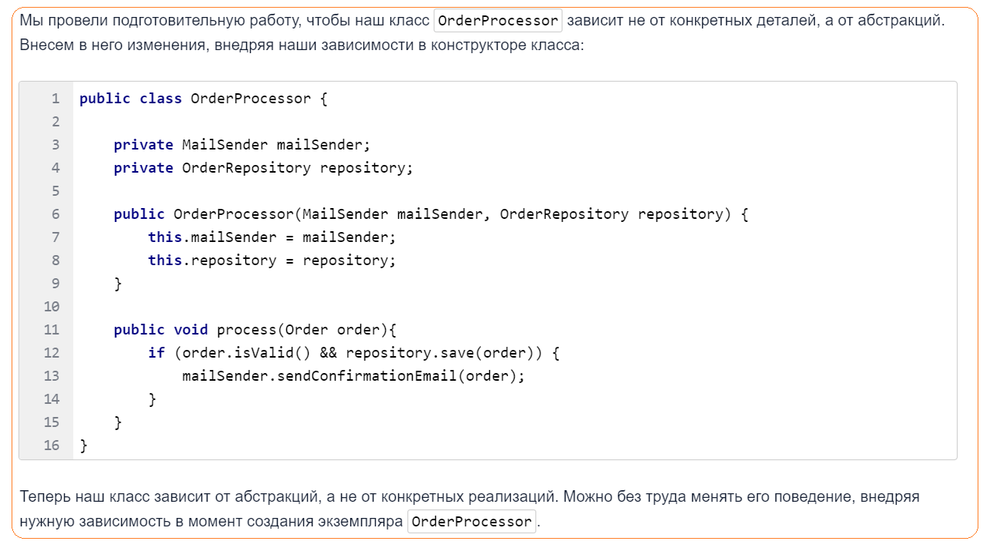 Мы провели подготовительную работу, чтобы наш класс OrderProcessor зависит не от конкретных деталей, а от абстракций.
Внесем в него изменения, внедряя наши зависимости в конструкторе класса:
1 public class OrderProcessor {
2
3     private MailSender mailSender;
4     private OrderRepository repository;
5
6     public OrderProcessor(MailSender mailSender, OrderRepository repository) {
7         this.mailSender = mailSender;
8         this.repository = repository;
9     }
10
11     public void process(Order order){
12         if (order.isValid() && repository.save(order)) {
13             mailSender.sendConfirmationEmail(order);
14         }
15     }
16 }
Теперь наш класс зависит от абстракций, а не от конкретных реализаций. Можно без труда менять его поведение, внедряя
нужную зависимость в момент создания экземпляра OrderProcessor.